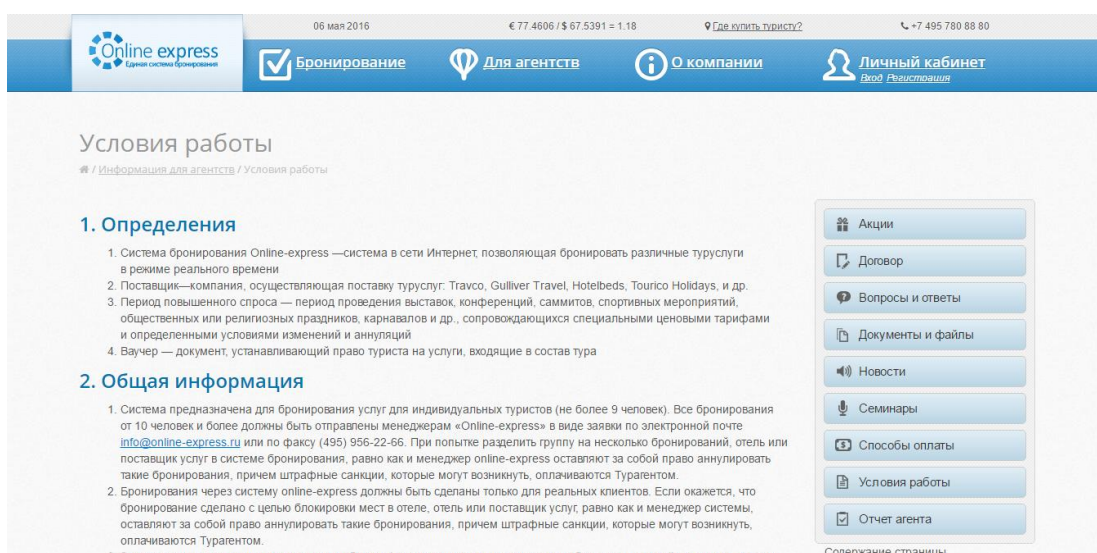 06 мая 2016
€ 77.4606 / $ 67.5391 = 1.18
Где купить туристу?
+7 495 780 88 80
Online express
Единая система бронирования
Бронирование
Для агентств
О компании
Личный кабинет
Вход Регистрация
Условия работы
/ Информация для агентств / Условия работы
1. Определения
1. Система бронирования Online-express —система в сети Интернет, позволяющая бронировать различные туруслуги
в режиме реального времени
2. Поставщик—компания, осуществляющая поставку туруслуг: Travco, Gulliver Travel, Hotelbeds, Tourico Holidays, и др.
3. Период повышенного спроса — период проведения выставок, конференций, саммитов, спортивных мероприятий,
общественных или религиозных праздников, карнавалов и др., сопровождающихся специальными ценовыми тарифами
и определенными условиями изменений и аннуляций
4. Ваучер — документ, устанавливающий право туриста на услуги, входящие в состав тура
2. Общая информация
1. Система предназначена для бронирования услуг для индивидуальных туристов (не более 9 человек). Все бронирования
от 10 человек и более должны быть отправлены менеджерам «Online-express» в виде заявки по электронной почте
info@online-express.ru или по факсу (495) 956-22-66. При попытке разделить группу на несколько бронирований, отель или
поставщик услуг в системе бронирования, равно как и менеджер online-express оставляют за собой право аннулировать
такие бронирования, причем штрафные санкции, которые могут возникнуть, оплачиваются Турагентом.
2. Бронирования через систему online-express должны быть сделаны только для реальных клиентов. Если окажется, что
бронирование сделано с целью блокировки мест в отеле, отель или поставщик услуг, равно как и менеджер системы,
оставляют за собой право аннулировать такие бронирования, причем штрафные санкции, которые могут возникнуть,
оплачиваются Турагентом.
Акции
Договор
Вопросы и ответы
Документы и файлы
Новости
Семинары
Способы оплаты
Условия работы
Отчет агента
Содержание страницы